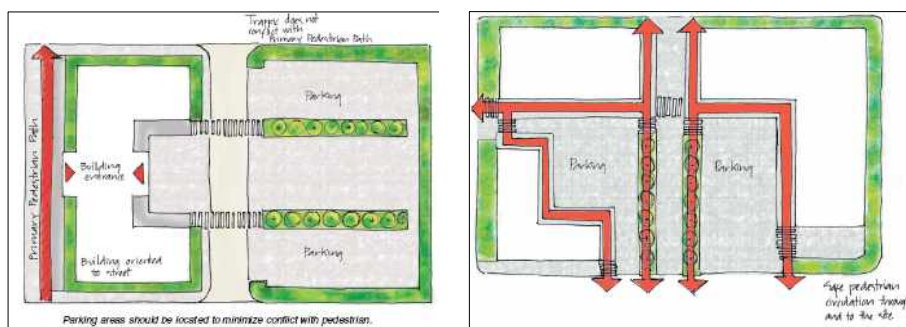 Traffic does not
conflict with
Primary Pedestrian Path
Parking
Primary Pedestrian Path
Building
entrance
Building oriented
to street
Parking
Parking areas should be located to minimize conflict with pedestrian.
Parking
Parking
Safe pedestrian
circulation through
and to the site